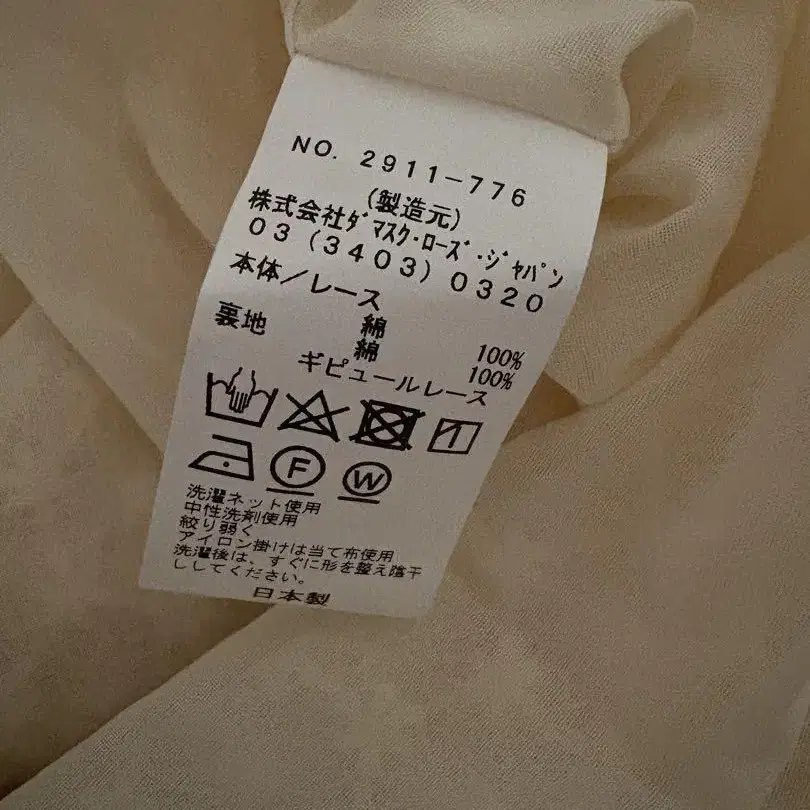 NO. 2911-776
(製造元)
株式会社ﾀﾞﾏｽｸ･ﾛｰｽﾞ･ｼﾞｬﾊﾟﾝ
03(3403)0320
本体/レース
綿 100%
裏地 綿 100%
ギピュールレース
F W
洗濯ネット使用
中性洗剤使用
絞り弱く
アイロン掛けは当て布使用
洗濯後は、すぐに形を整え陰干
ししてください。
日本製